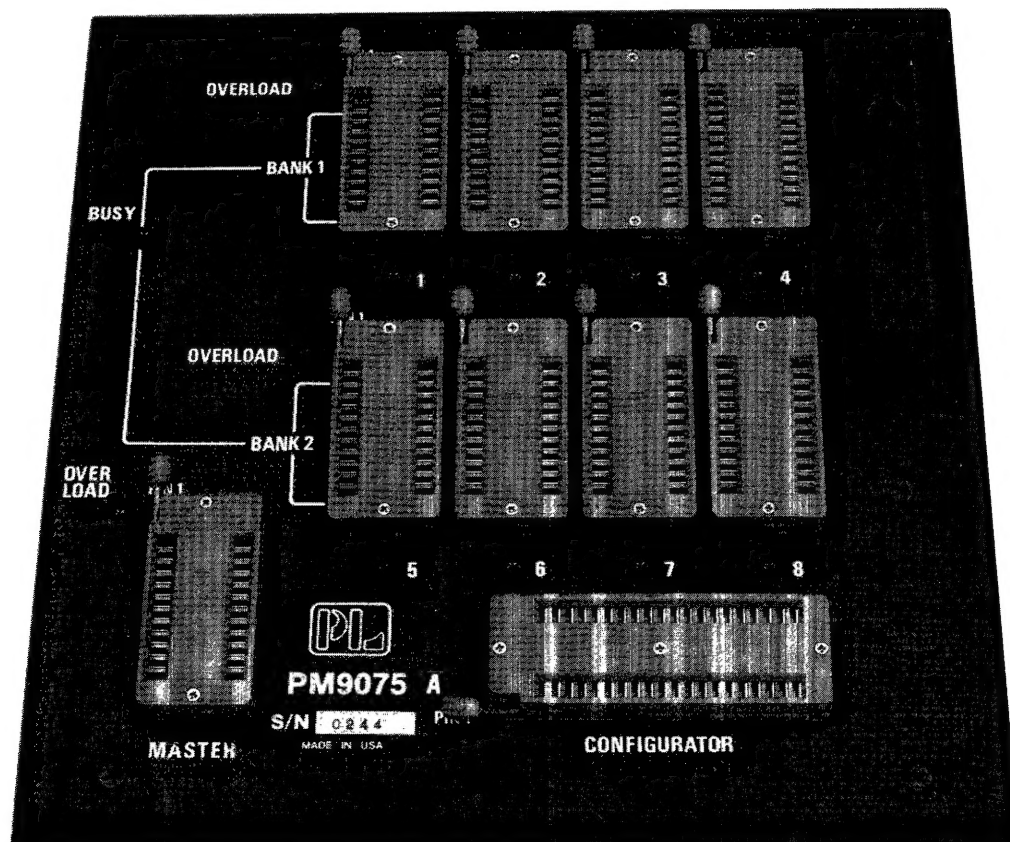 OVERLOAD
BANK 1
BUSY
1 2 3 4
OVERLOAD
BANK 2
OVER
LOAD
5 6 7 8
PL
PM9075 A
S/N 0244
MADE IN USA
MASTER
CONFIGURATOR